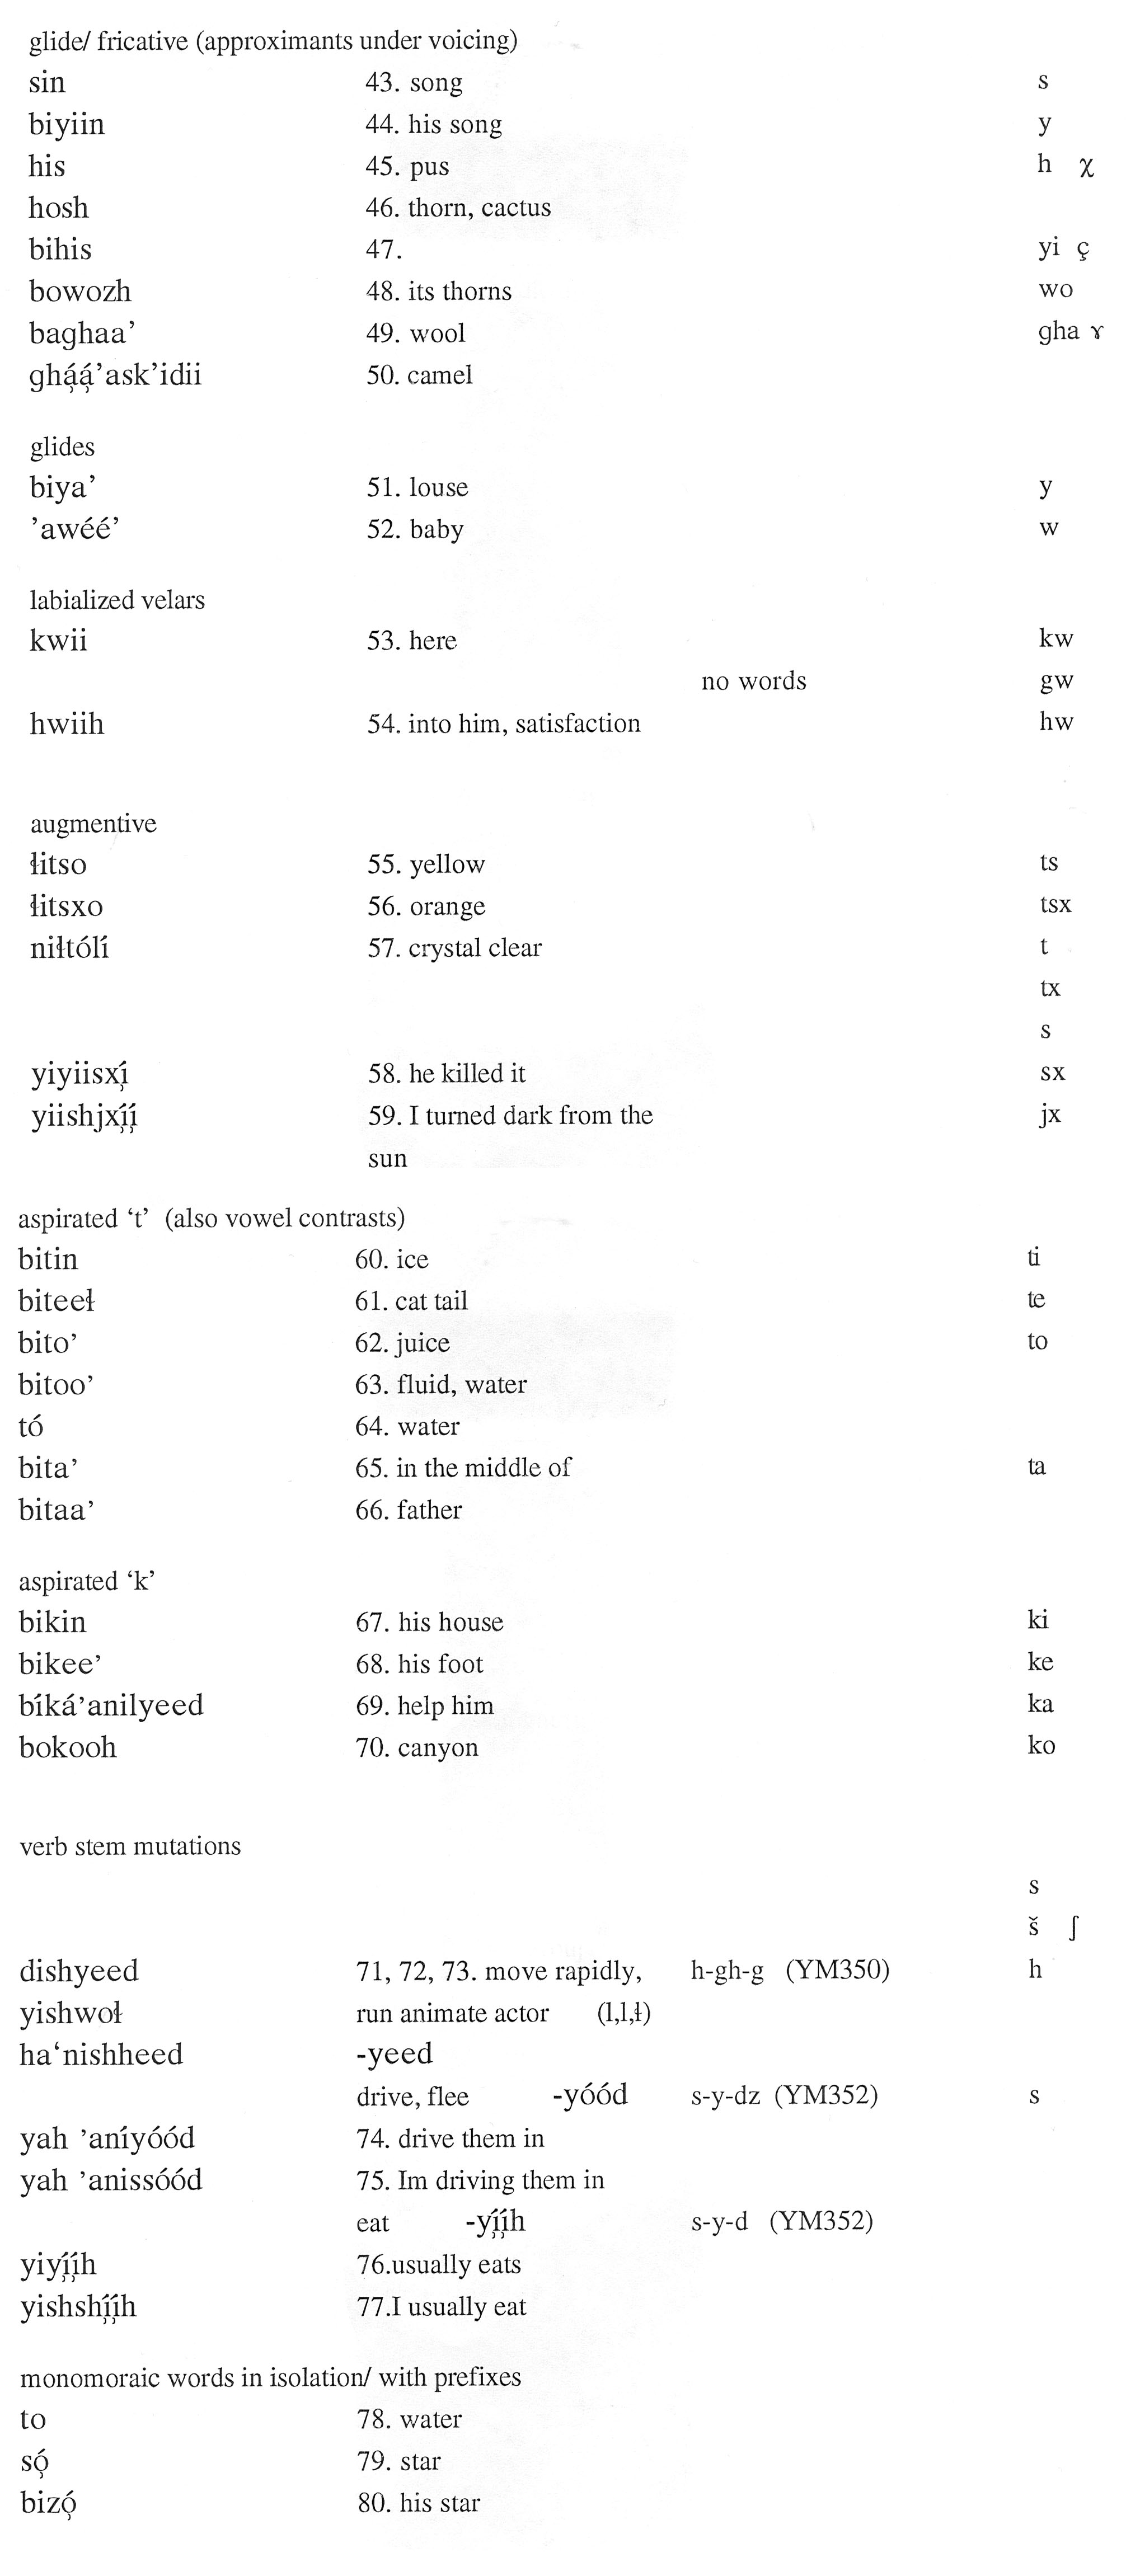 glide/ fricative (approximants under voicing)
sin 43. song s
biyiin 44. his song y
his 45. pus h χ
hosh 46. thorn, cactus
bihis 47. yi ç
bowozh 48. its thorns wo
baghaa’ 49. wool gha ɤ
ghą́ą́’ask’idii 50. camel
glides
biya’ 51. louse y
’awéé’ 52. baby w
labialized velars
kwii 53. here kw
no words gw
hwiih 54. into him, satisfaction hw
augmentive
łitso 55. yellow ts
łitsxo 56. orange tsx
niłtólí 57. crystal clear t
tx
s
yiyiisxį́ 58. he killed it sx
yiishjxį́į́ 59. I turned dark from the jx
sun
aspirated ‘t’ (also vowel contrasts)
bitin 60. ice ti
biteeł 61. cat tail te
bito’ 62. juice to
bitoo’ 63. fluid, water
tó 64. water
bita’ 65. in the middle of ta
bitaa’ 66. father
aspirated ‘k’
bikin 67. his house ki
bikee’ 68. his foot ke
bíká’anilyeed 69. help him ka
bokooh 70. canyon ko
verb stem mutations
s
š ʃ
dishyeed 71, 72, 73. move rapidly, h-gh-g (YM350) h
yishwoł run animate actor (l,l,ł)
ha‘nishheed -yeed
drive, flee -yóód s-y-dz (YM352) s
yah ’aníyóód 74. drive them in
yah ’anissóód 75. Im driving them in
eat -yį́į́h s-y-d (YM352)
yiyį́į́h 76.usually eats
yishshį́į́h 77.I usually eat
monomoraic words in isolation/ with prefixes
to 78. water
sǫ́ 79. star
bizǫ́ 80. his star